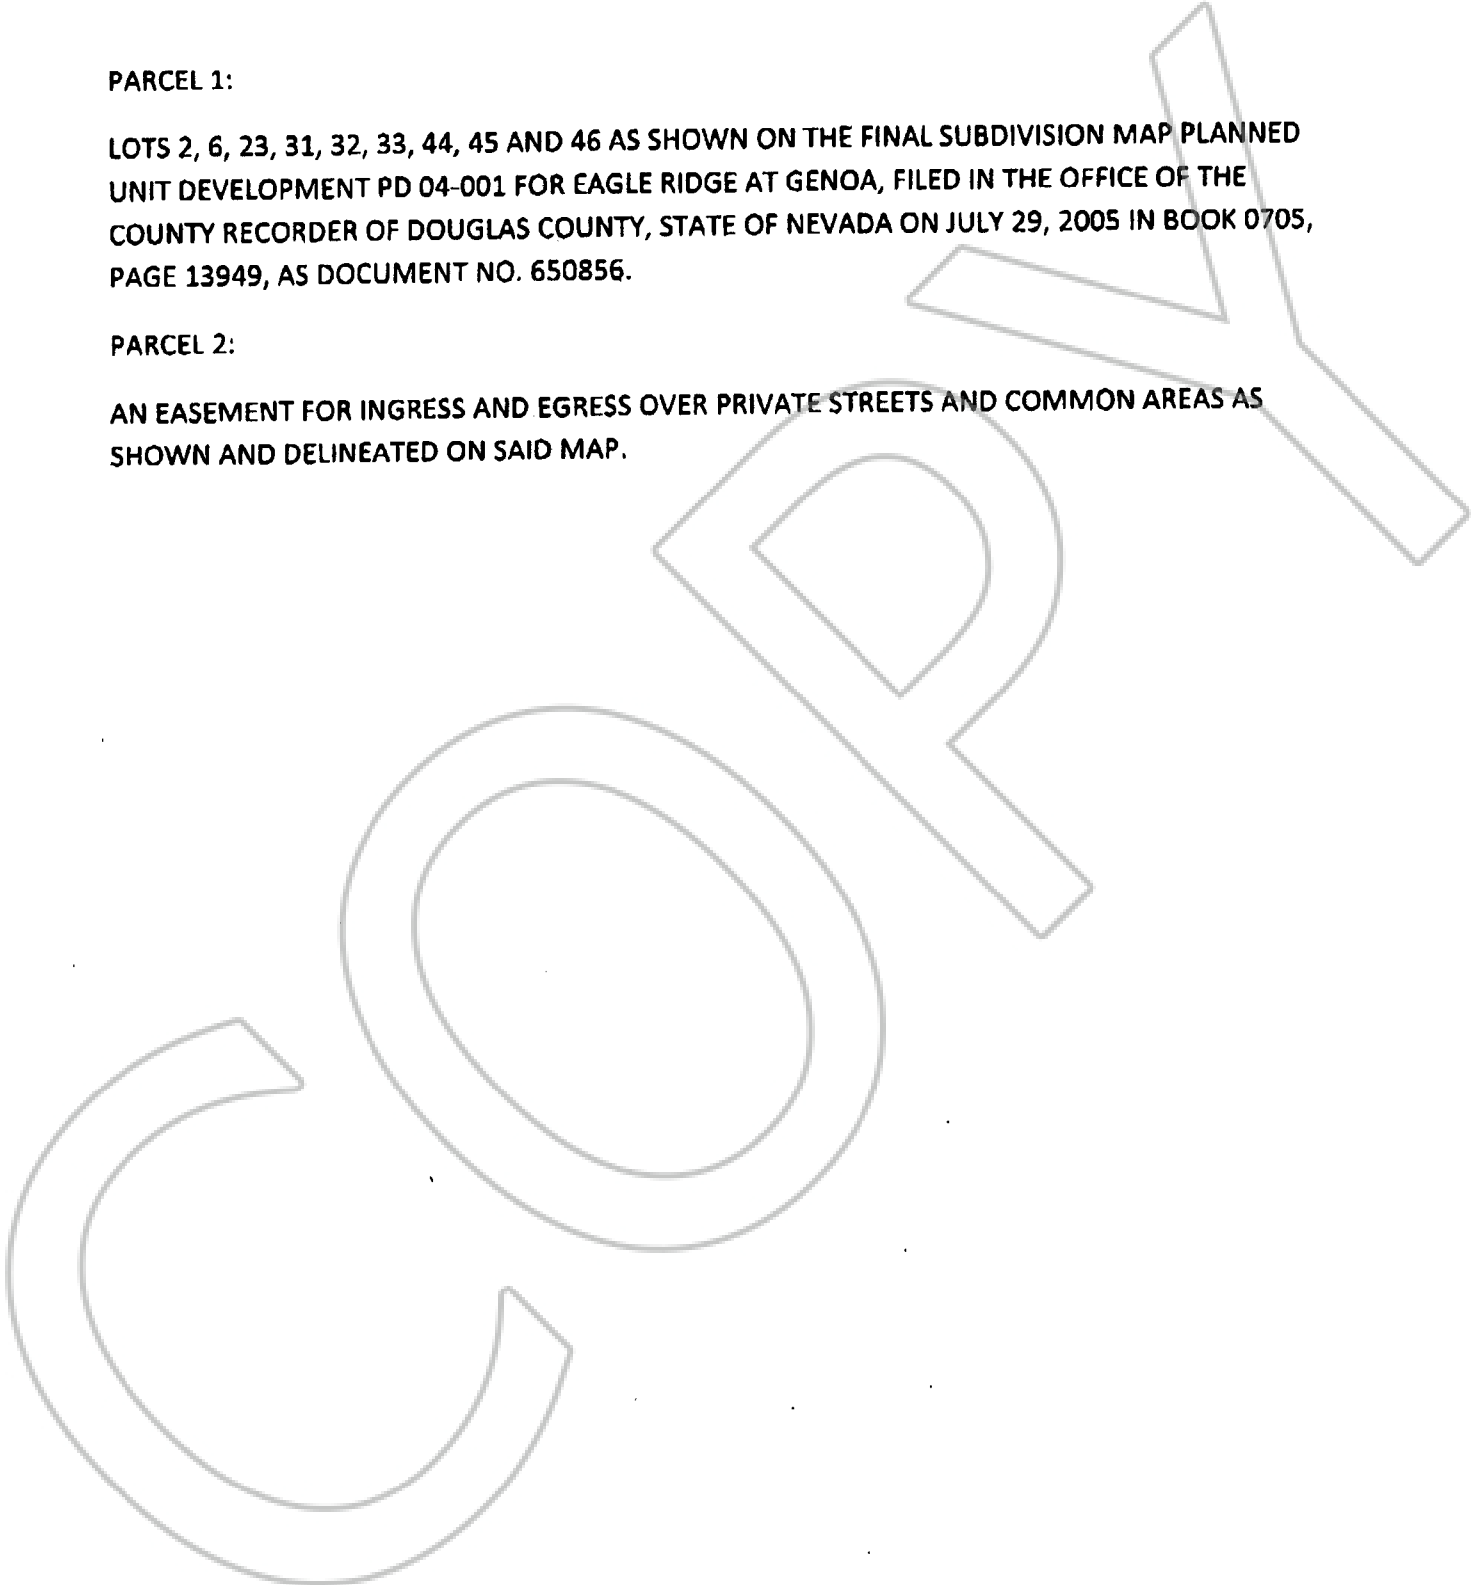 PARCEL 1:
LOTS 2, 6, 23, 31, 32, 33, 44, 45 AND 46 AS SHOWN ON THE FINAL SUBDIVISION MAP PLANNED
UNIT DEVELOPMENT PD 04-001 FOR EAGLE RIDGE AT GENOA, FILED IN THE OFFICE OF THE
COUNTY RECORDER OF DOUGLAS COUNTY, STATE OF NEVADA ON JULY 29, 2005 IN BOOK 0705,
PAGE 13949, AS DOCUMENT NO. 650856.
PARCEL 2:
AN EASEMENT FOR INGRESS AND EGRESS OVER PRIVATE STREETS AND COMMON AREAS AS
SHOWN AND DELINEATED ON SAID MAP.
COPY